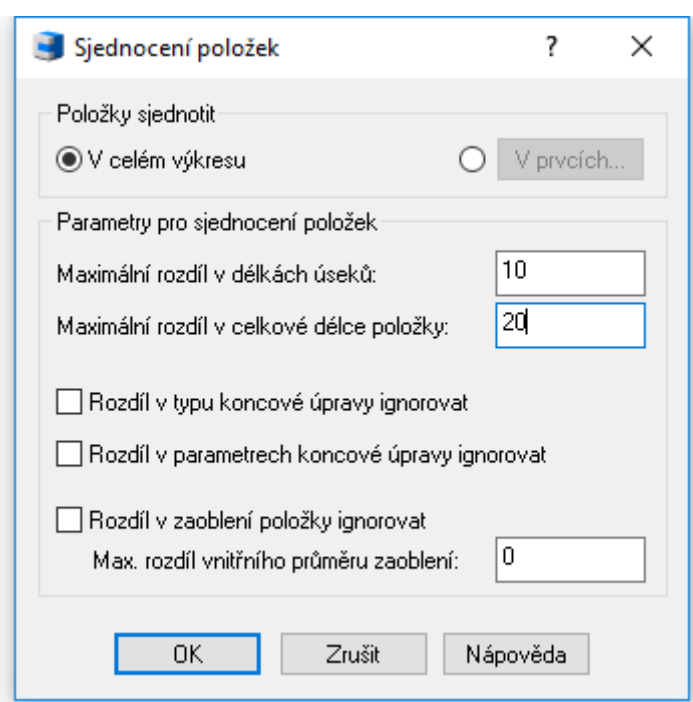 Sjednocení položek ?
Položky sjednotit
V celém výkresu V prvcích...
Parametry pro sjednocení položek
Maximální rozdíl v délkách úseků: 10
Maximální rozdíl v celkové délce položky: 20
Rozdíl v typu koncové úpravy ignorovat
Rozdíl v parametrech koncové úpravy ignorovat
Rozdíl v zaoblení položky ignorovat
Max. rozdíl vnitřního průměru zaoblení: 0
OK Zrušit Nápověda